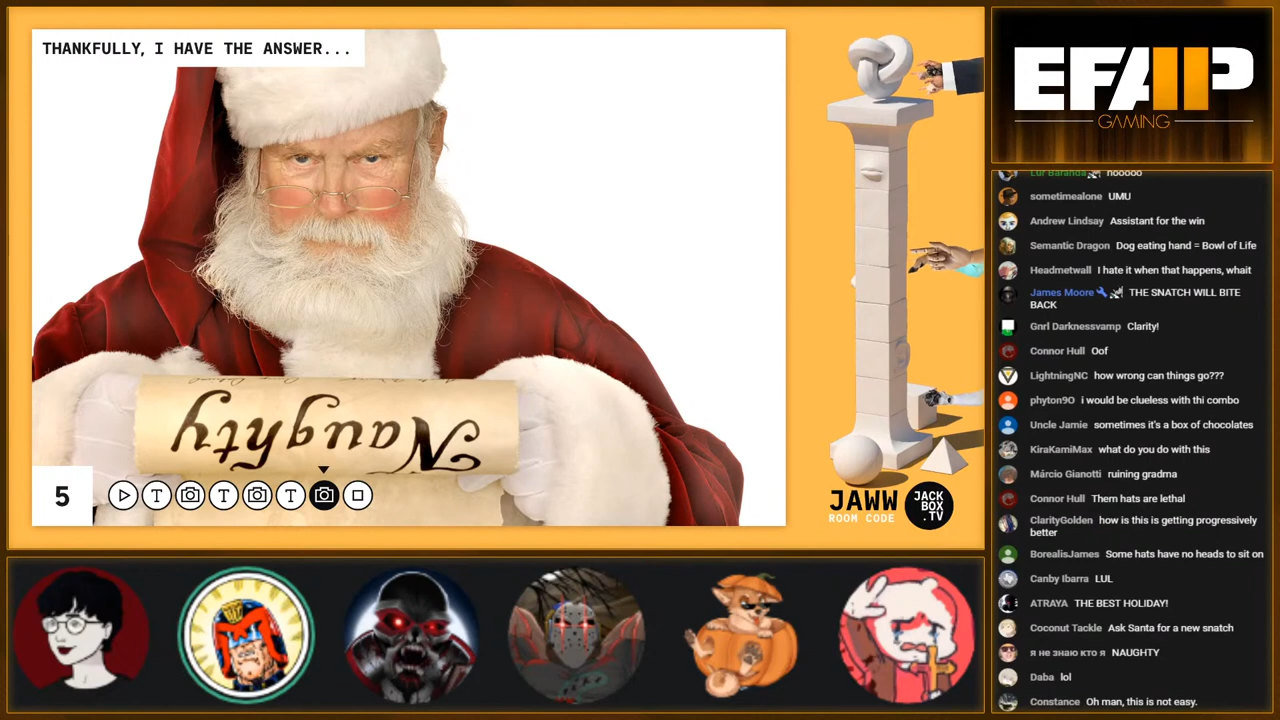 THANKFULLY, I HAVE THE ANSWER...
Naughty
5
T
T
T
JAWW
ROOM CODE
JACK
BOX
.TV
EFAP
GAMING
Lur Baranda nooooo
sometimealone UMU
Andrew Lindsay Assistant for the win
Semantic Dragon Dog eating hand = Bowl of Life
Headmetwall I hate it when that happens, whait
James Moore THE SNATCH WILL BITE
BACK
Gnrl Darknessvamp Clarity!
Connor Hull Oof
LightningNC how wrong can things go???
phyton90 i would be clueless with thi combo
Uncle Jamie sometimes it's a box of chocolates
KiraKamiMax what do you do with this
Márcio Gianotti ruining gradma
Connor Hull Them hats are lethal
ClarityGolden how is this is getting progressively
better
BorealisJames Some hats have no heads to sit on
Canby Ibarra LUL
ATRAYA THE BEST HOLIDAY!
Coconut Tackle Ask Santa for a new snatch
я не знаю кто я NAUGHTY
Daba lol
Constance Oh man, this is not easy.